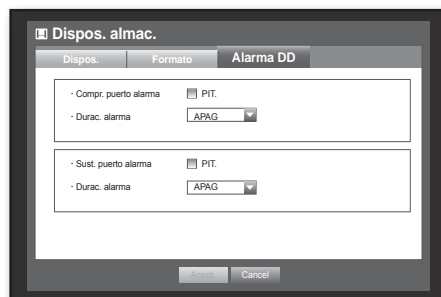 Dispos. almac.
Dispos. Formato Alarma DD
· Compr. puerto alarma PIT.
· Durac. alarma APAG
· Sust. puerto alarma PIT.
· Durac. alarma APAG
Acept. Cancel